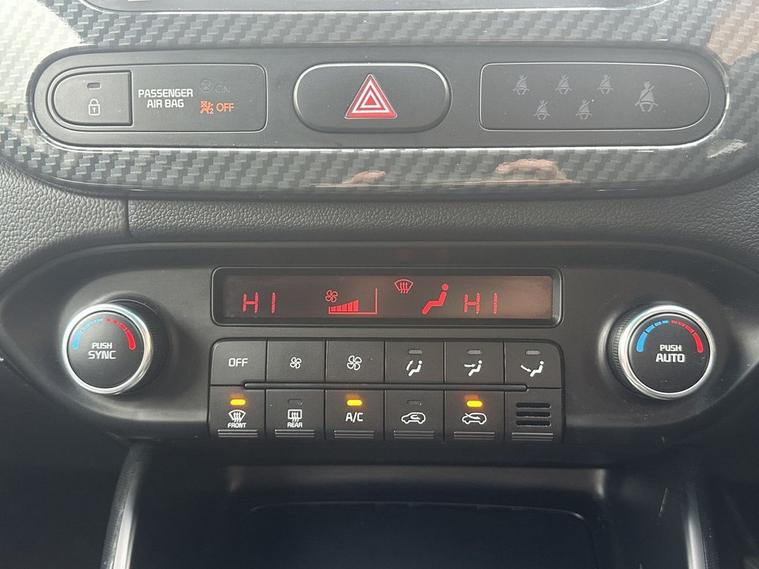 PASSENGER
AIR BAG
ON
OFF
HI
HI
PUSH
SYNC
PUSH
AUTO
OFF
FRONT
REAR
A/C